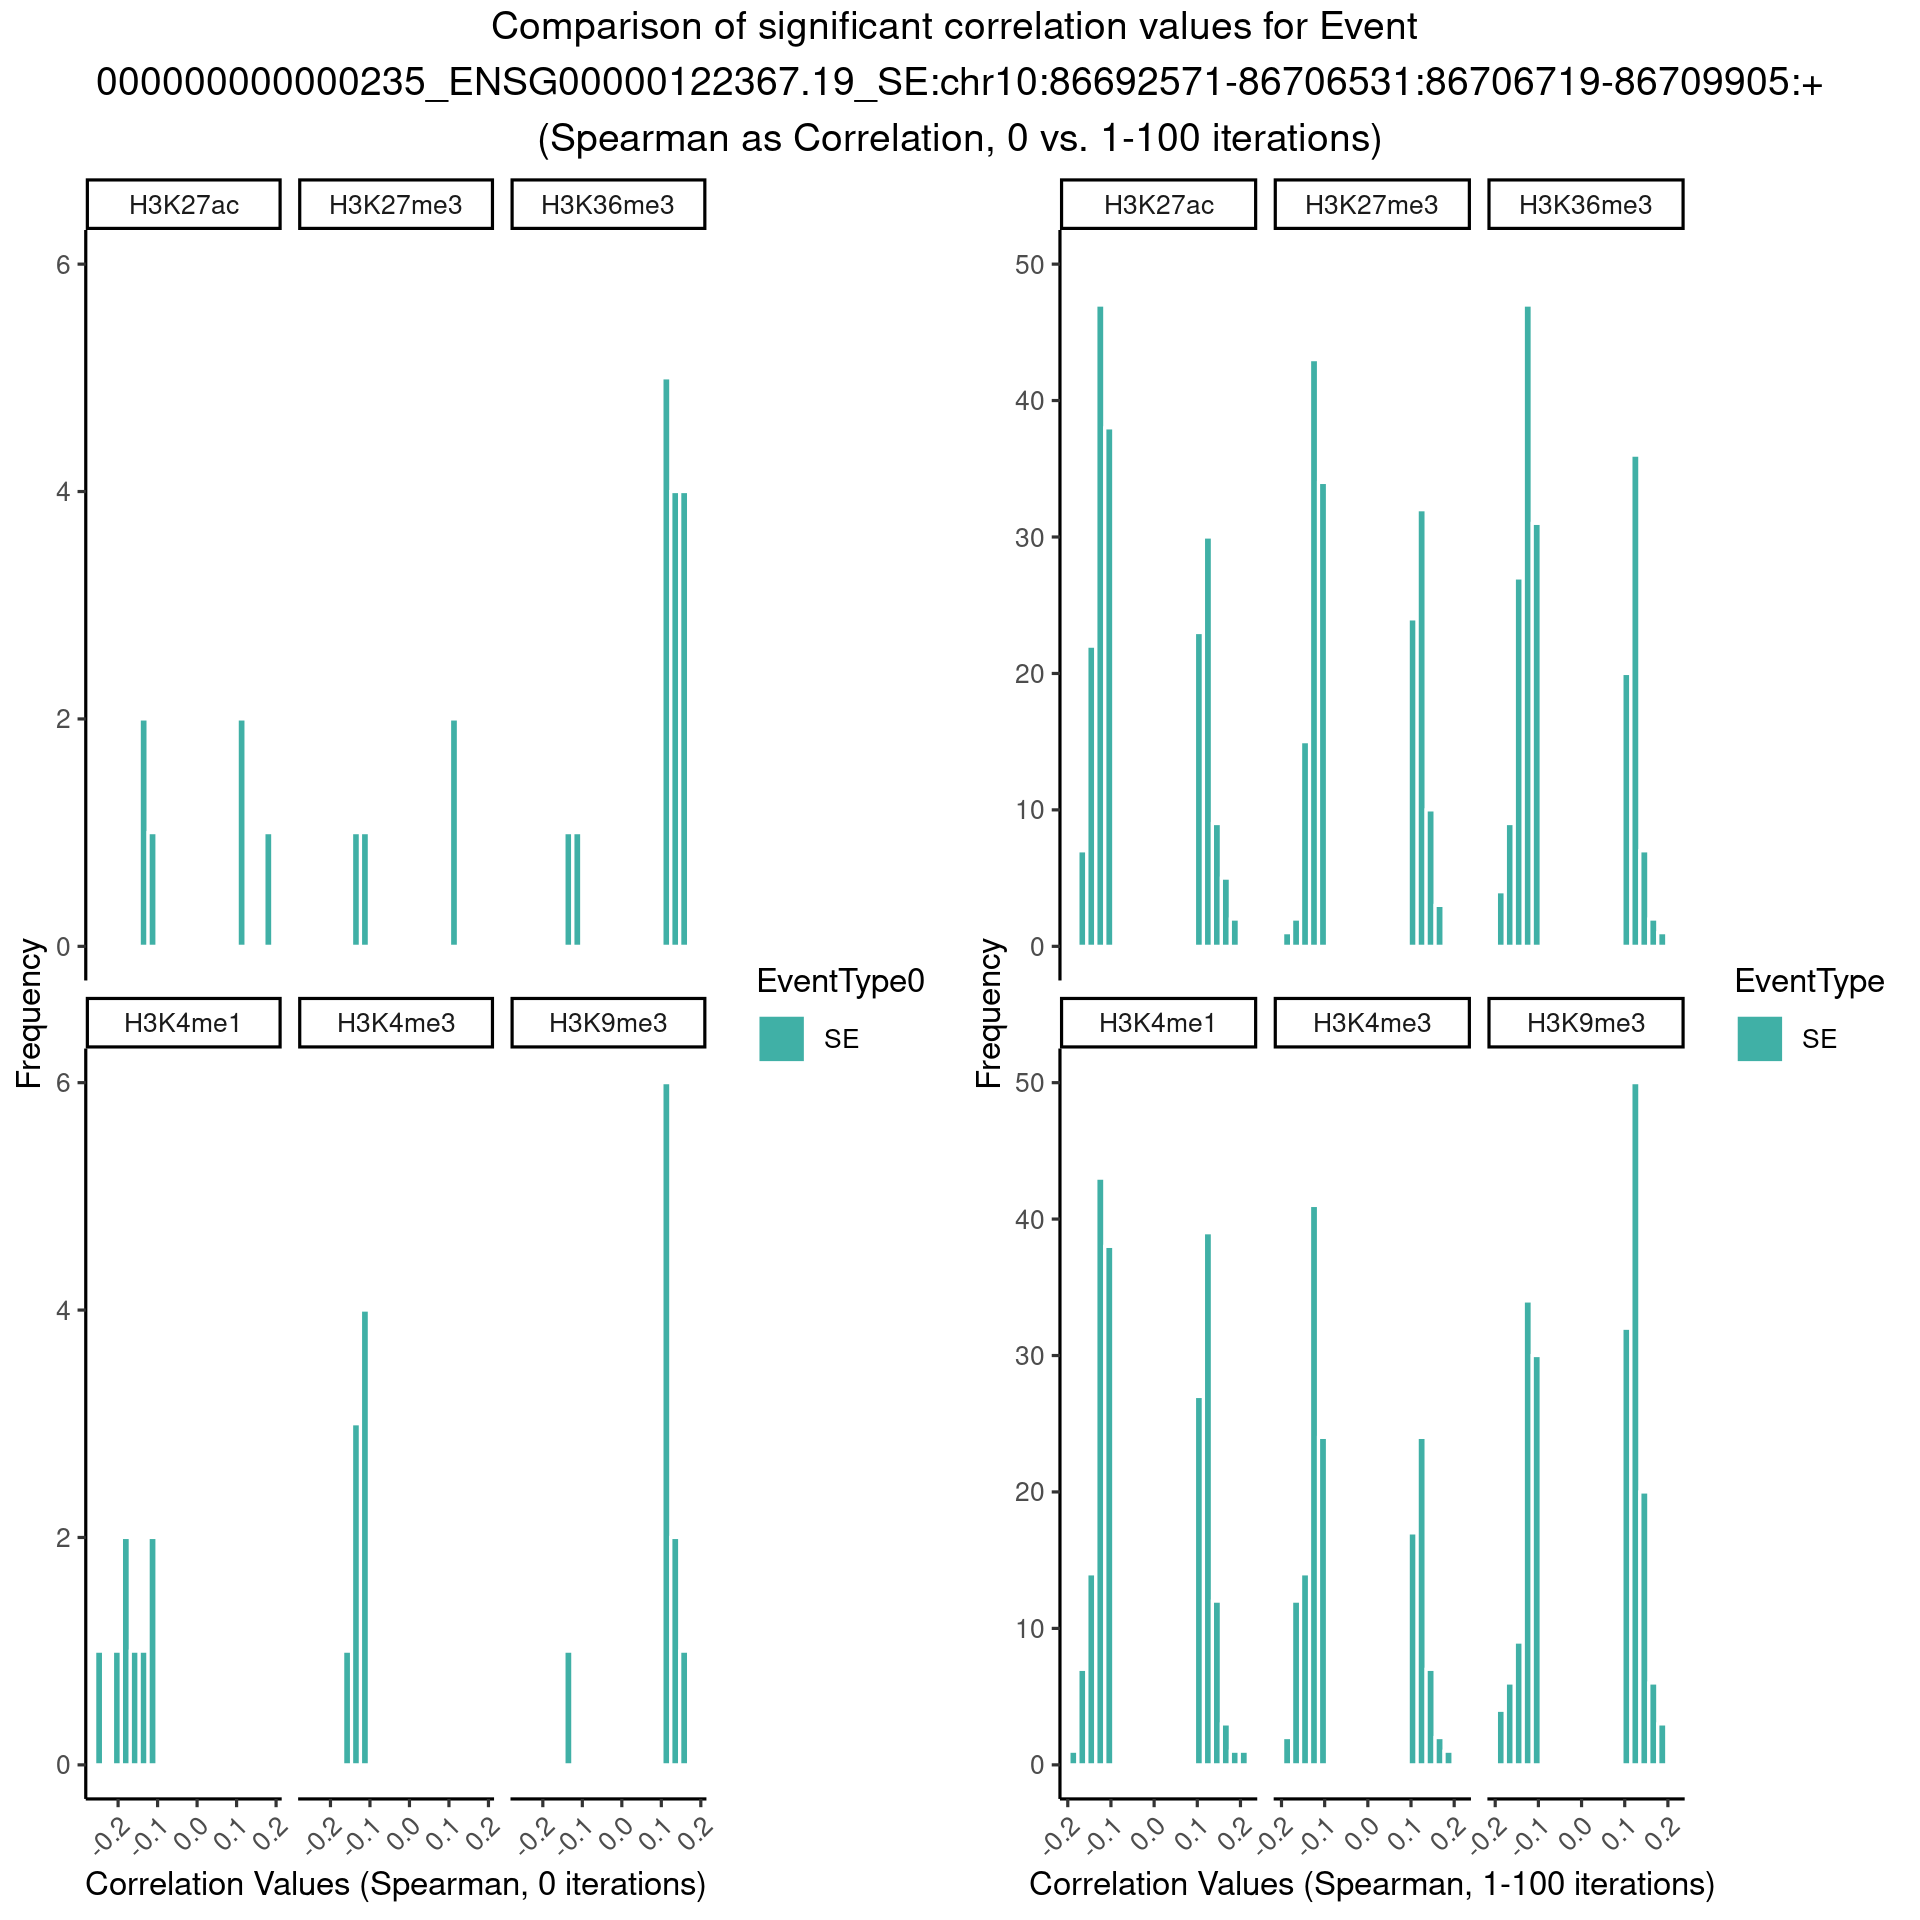 Comparison of significant correlation values for Event
000000000000235_ENSG00000122367.19_SE:chr10:86692571-86706531:86706719-86709905:+
(Spearman as Correlation, 0 vs. 1-100 iterations)
H3K27ac H3K27me3 H3K36me3
6
4
2
0
H3K4me1 H3K4me3 H3K9me3
6
4
2
0
-0.2 -0.1 0.0 0.1 0.2 -0.2 -0.1 0.0 0.1 0.2 -0.2 -0.1 0.0 0.1 0.2
Frequency
Correlation Values (Spearman, 0 iterations)
EventType0
SE
H3K27ac H3K27me3 H3K36me3
50
40
30
20
10
0
H3K4me1 H3K4me3 H3K9me3
50
40
30
20
10
0
-0.2 -0.1 0.0 0.1 0.2 -0.2 -0.1 0.0 0.1 0.2 -0.2 -0.1 0.0 0.1 0.2
Frequency
Correlation Values (Spearman, 1-100 iterations)
EventType
SE